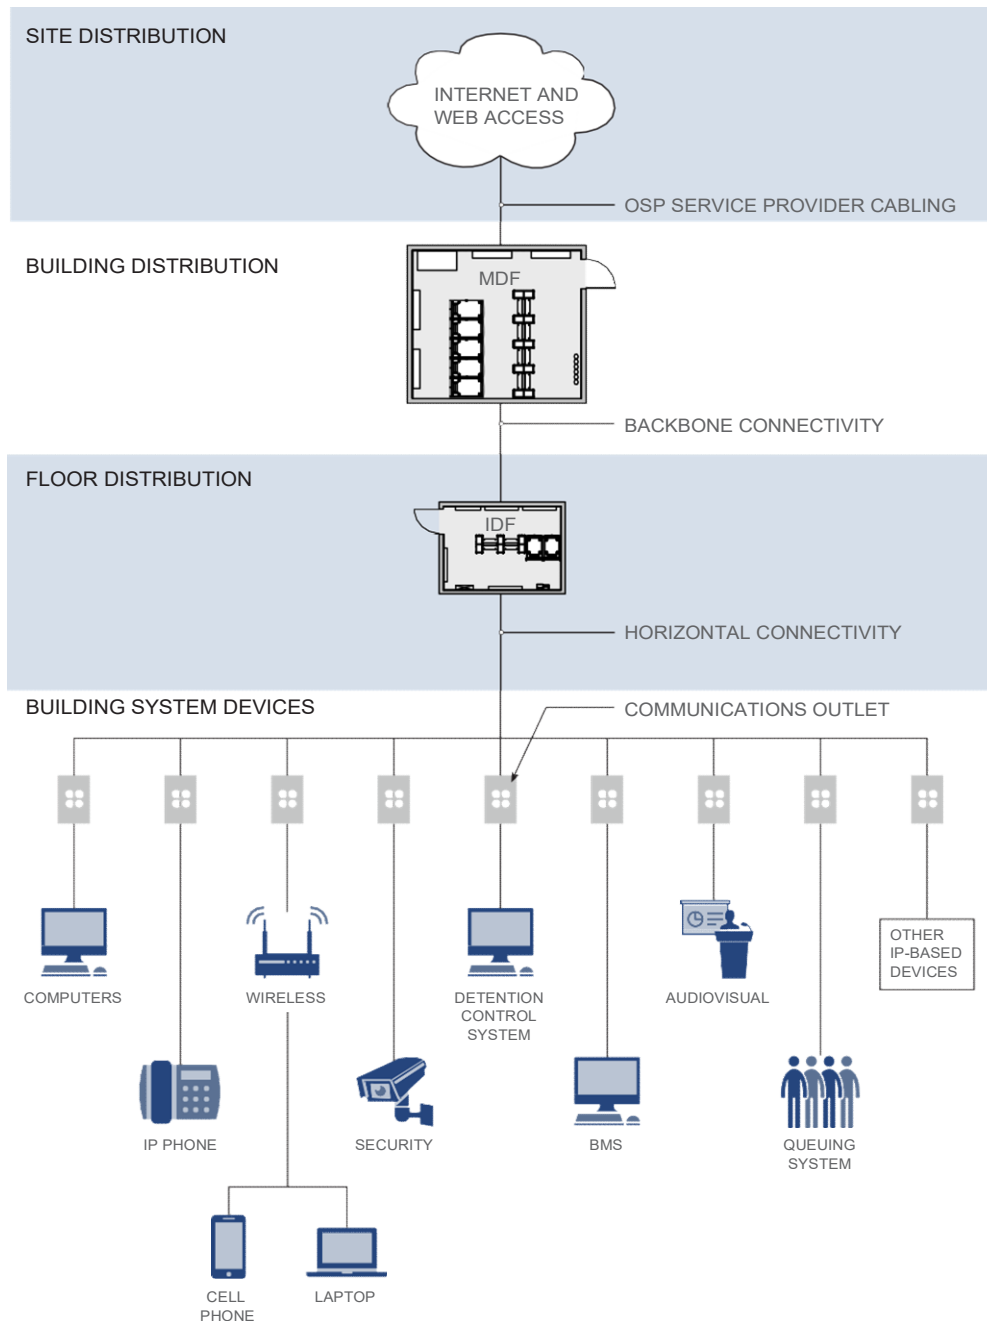 SITE DISTRIBUTION
INTERNET AND
WEB ACCESS
OSP SERVICE PROVIDER CABLING
BUILDING DISTRIBUTION
MDF
BACKBONE CONNECTIVITY
FLOOR DISTRIBUTION
IDF
HORIZONTAL CONNECTIVITY
BUILDING SYSTEM DEVICES
COMMUNICATIONS OUTLET
COMPUTERS
WIRELESS
DETENTION
CONTROL
SYSTEM
AUDIOVISUAL
OTHER
IP-BASED
DEVICES
IP PHONE
SECURITY
BMS
QUEUING
SYSTEM
CELL
PHONE
LAPTOP